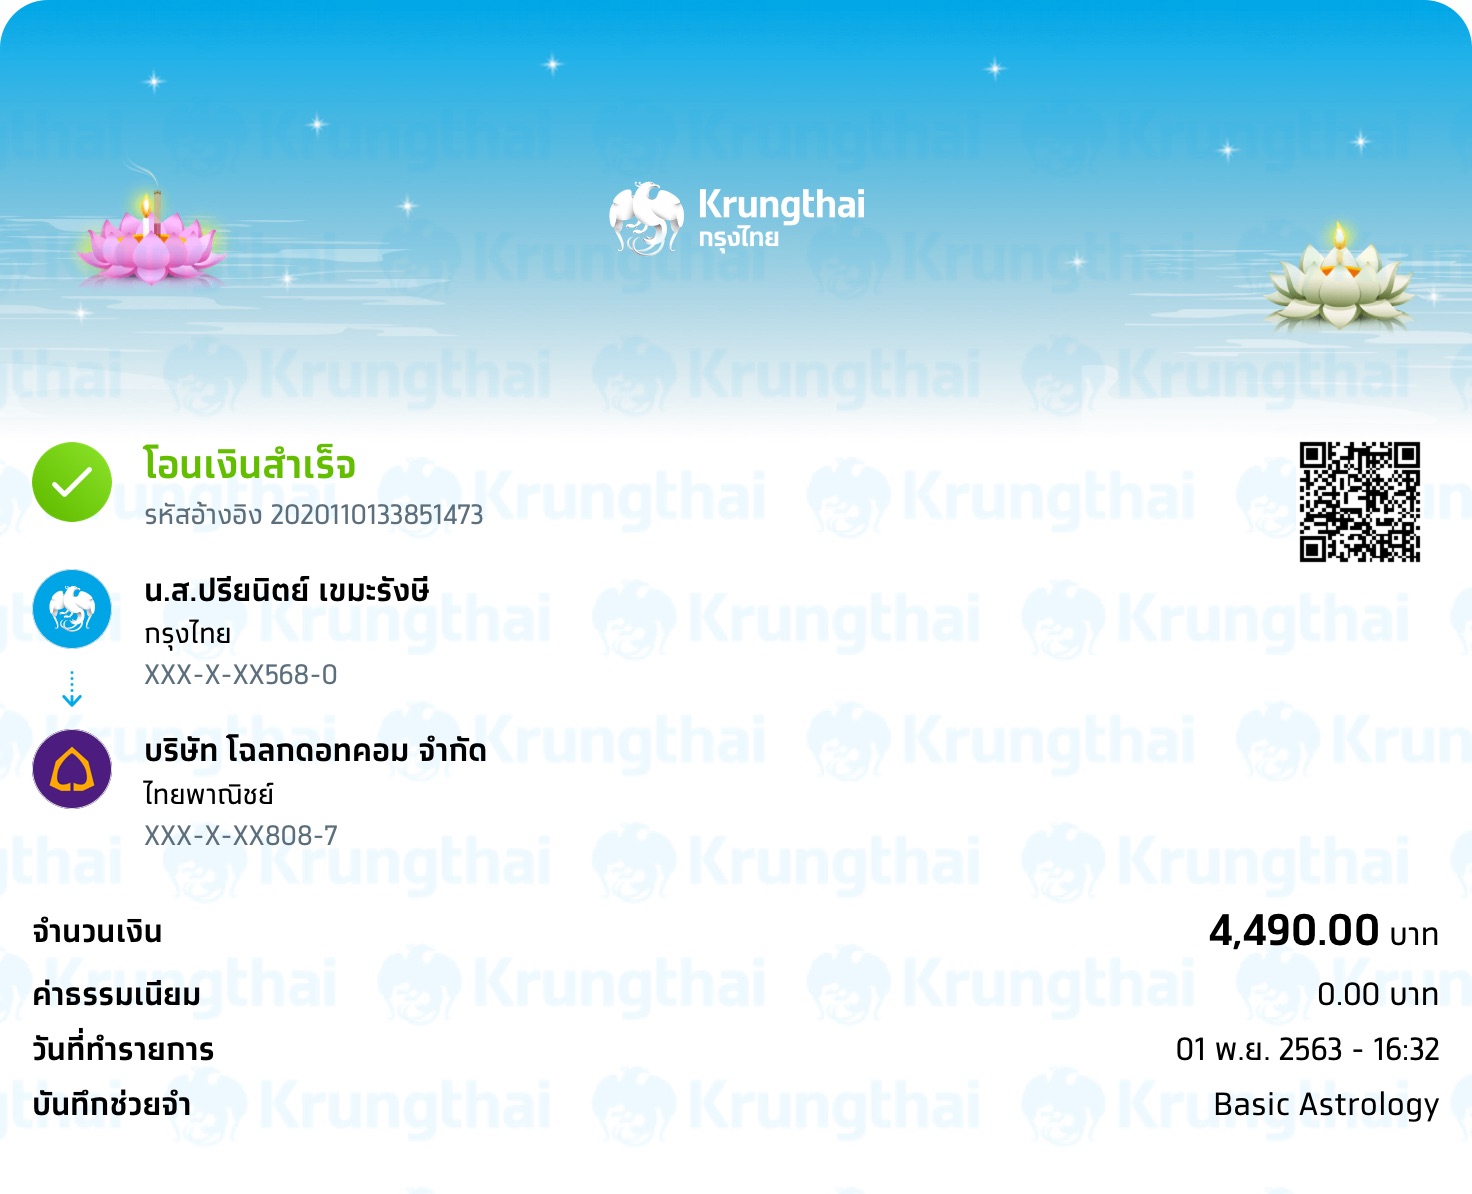 Krungthai
กรุงไทย
โอนเงินสำเร็จ
รหัสอ้างอิง 2020110133851473
น.ส.ปรียนิตย์ เขมะรังษี
กรุงไทย
XXX-X-XX568-0
บริษัท โฉลกดอทคอม จำกัด
ไทยพาณิชย์
XXX-X-XX808-7
จำนวนเงิน 4,490.00 บาท
ค่าธรรมเนียม 0.00 บาท
วันที่ทำรายการ 01 พ.ย. 2563 - 16:32
บันทึกช่วยจำ Basic Astrology